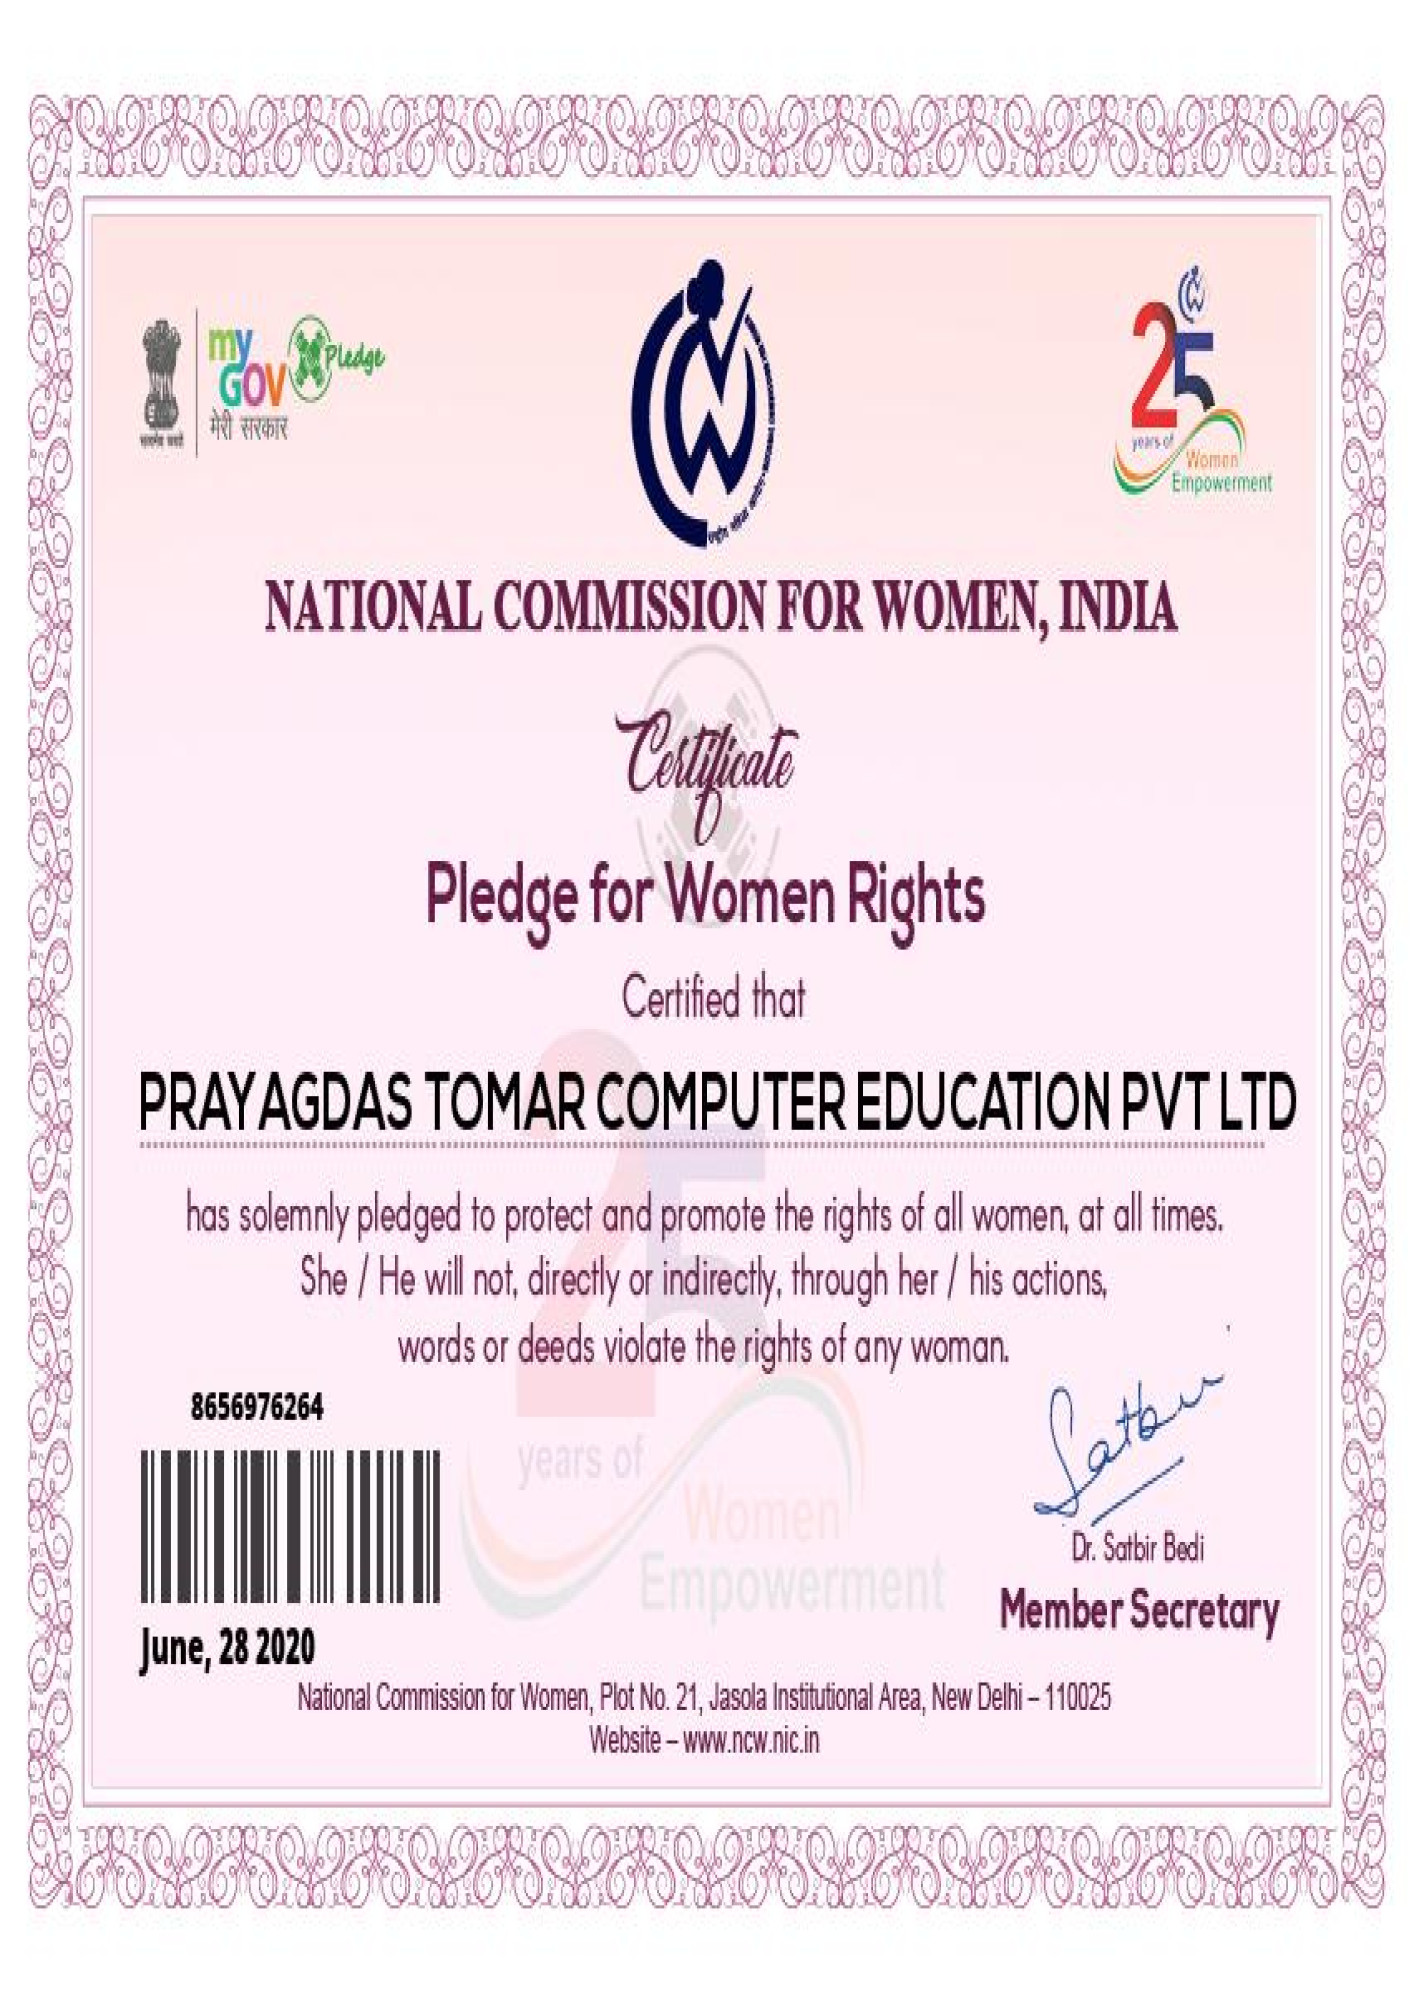 my
GOV
मेरी सरकार
Pledge
सत्यमेव जयते
25
years of
Women
Empowerment
NATIONAL COMMISSION FOR WOMEN, INDIA
Certificate
Pledge for Women Rights
Certified that
PRAYAGDAS TOMAR COMPUTER EDUCATION PVT LTD
has solemnly pledged to protect and promote the rights of all women, at all times.
She / He will not, directly or indirectly, through her / his actions,
words or deeds violate the rights of any woman.
8656976264
25
years of
Women
Empowerment
Dr. Satbir Bedi
Member Secretary
June, 28 2020
National Commission for Women, Plot No. 21, Jasola Institutional Area, New Delhi – 110025
Website – www.ncw.nic.in